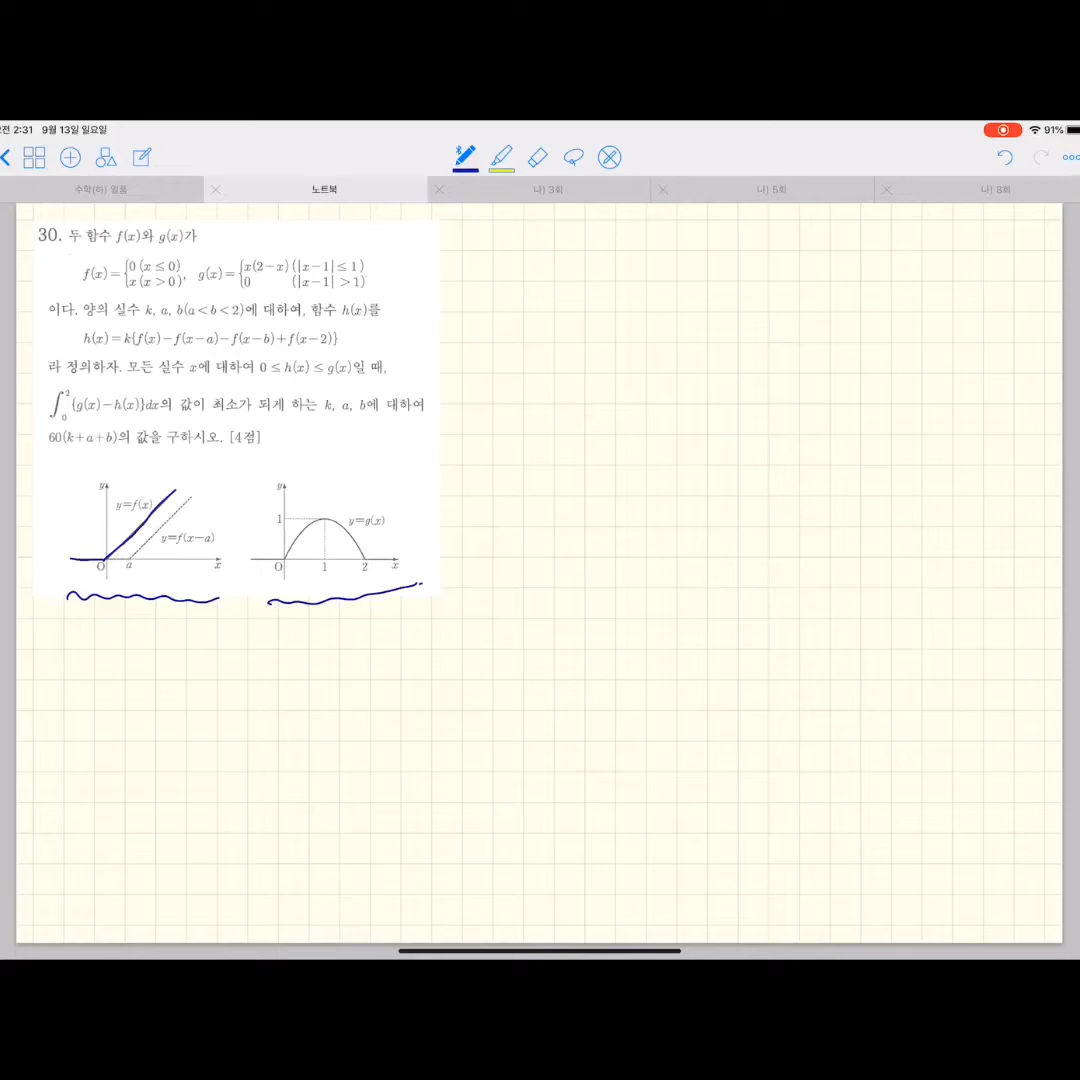 오전 2:31 9월 13일 일요일
91%
수학(하) 일품
노트북
나) 3회
나) 5회
나) 8회
30. 두 함수 f(x)와 g(x)가
f(x)={0 (x≤0) x (x>0), g(x)={x(2−x) (|x−1|≤1) 0 (|x−1|>1)
이다. 양의 실수 k, a, b(a<b<2)에 대하여, 함수 h(x)를
h(x)=k{f(x)−f(x−a)−f(x−b)+f(x−2)}
라 정의하자. 모든 실수 x에 대하여 0≤h(x)≤g(x)일 때,
∫₀²{g(x)−h(x)}dx의 값이 최소가 되게 하는 k, a, b에 대하여
60(k+a+b)의 값을 구하시오. [4점]
y
y=f(x)
y=f(x−a)
O a x
y
1
y=g(x)
O 1 2 x